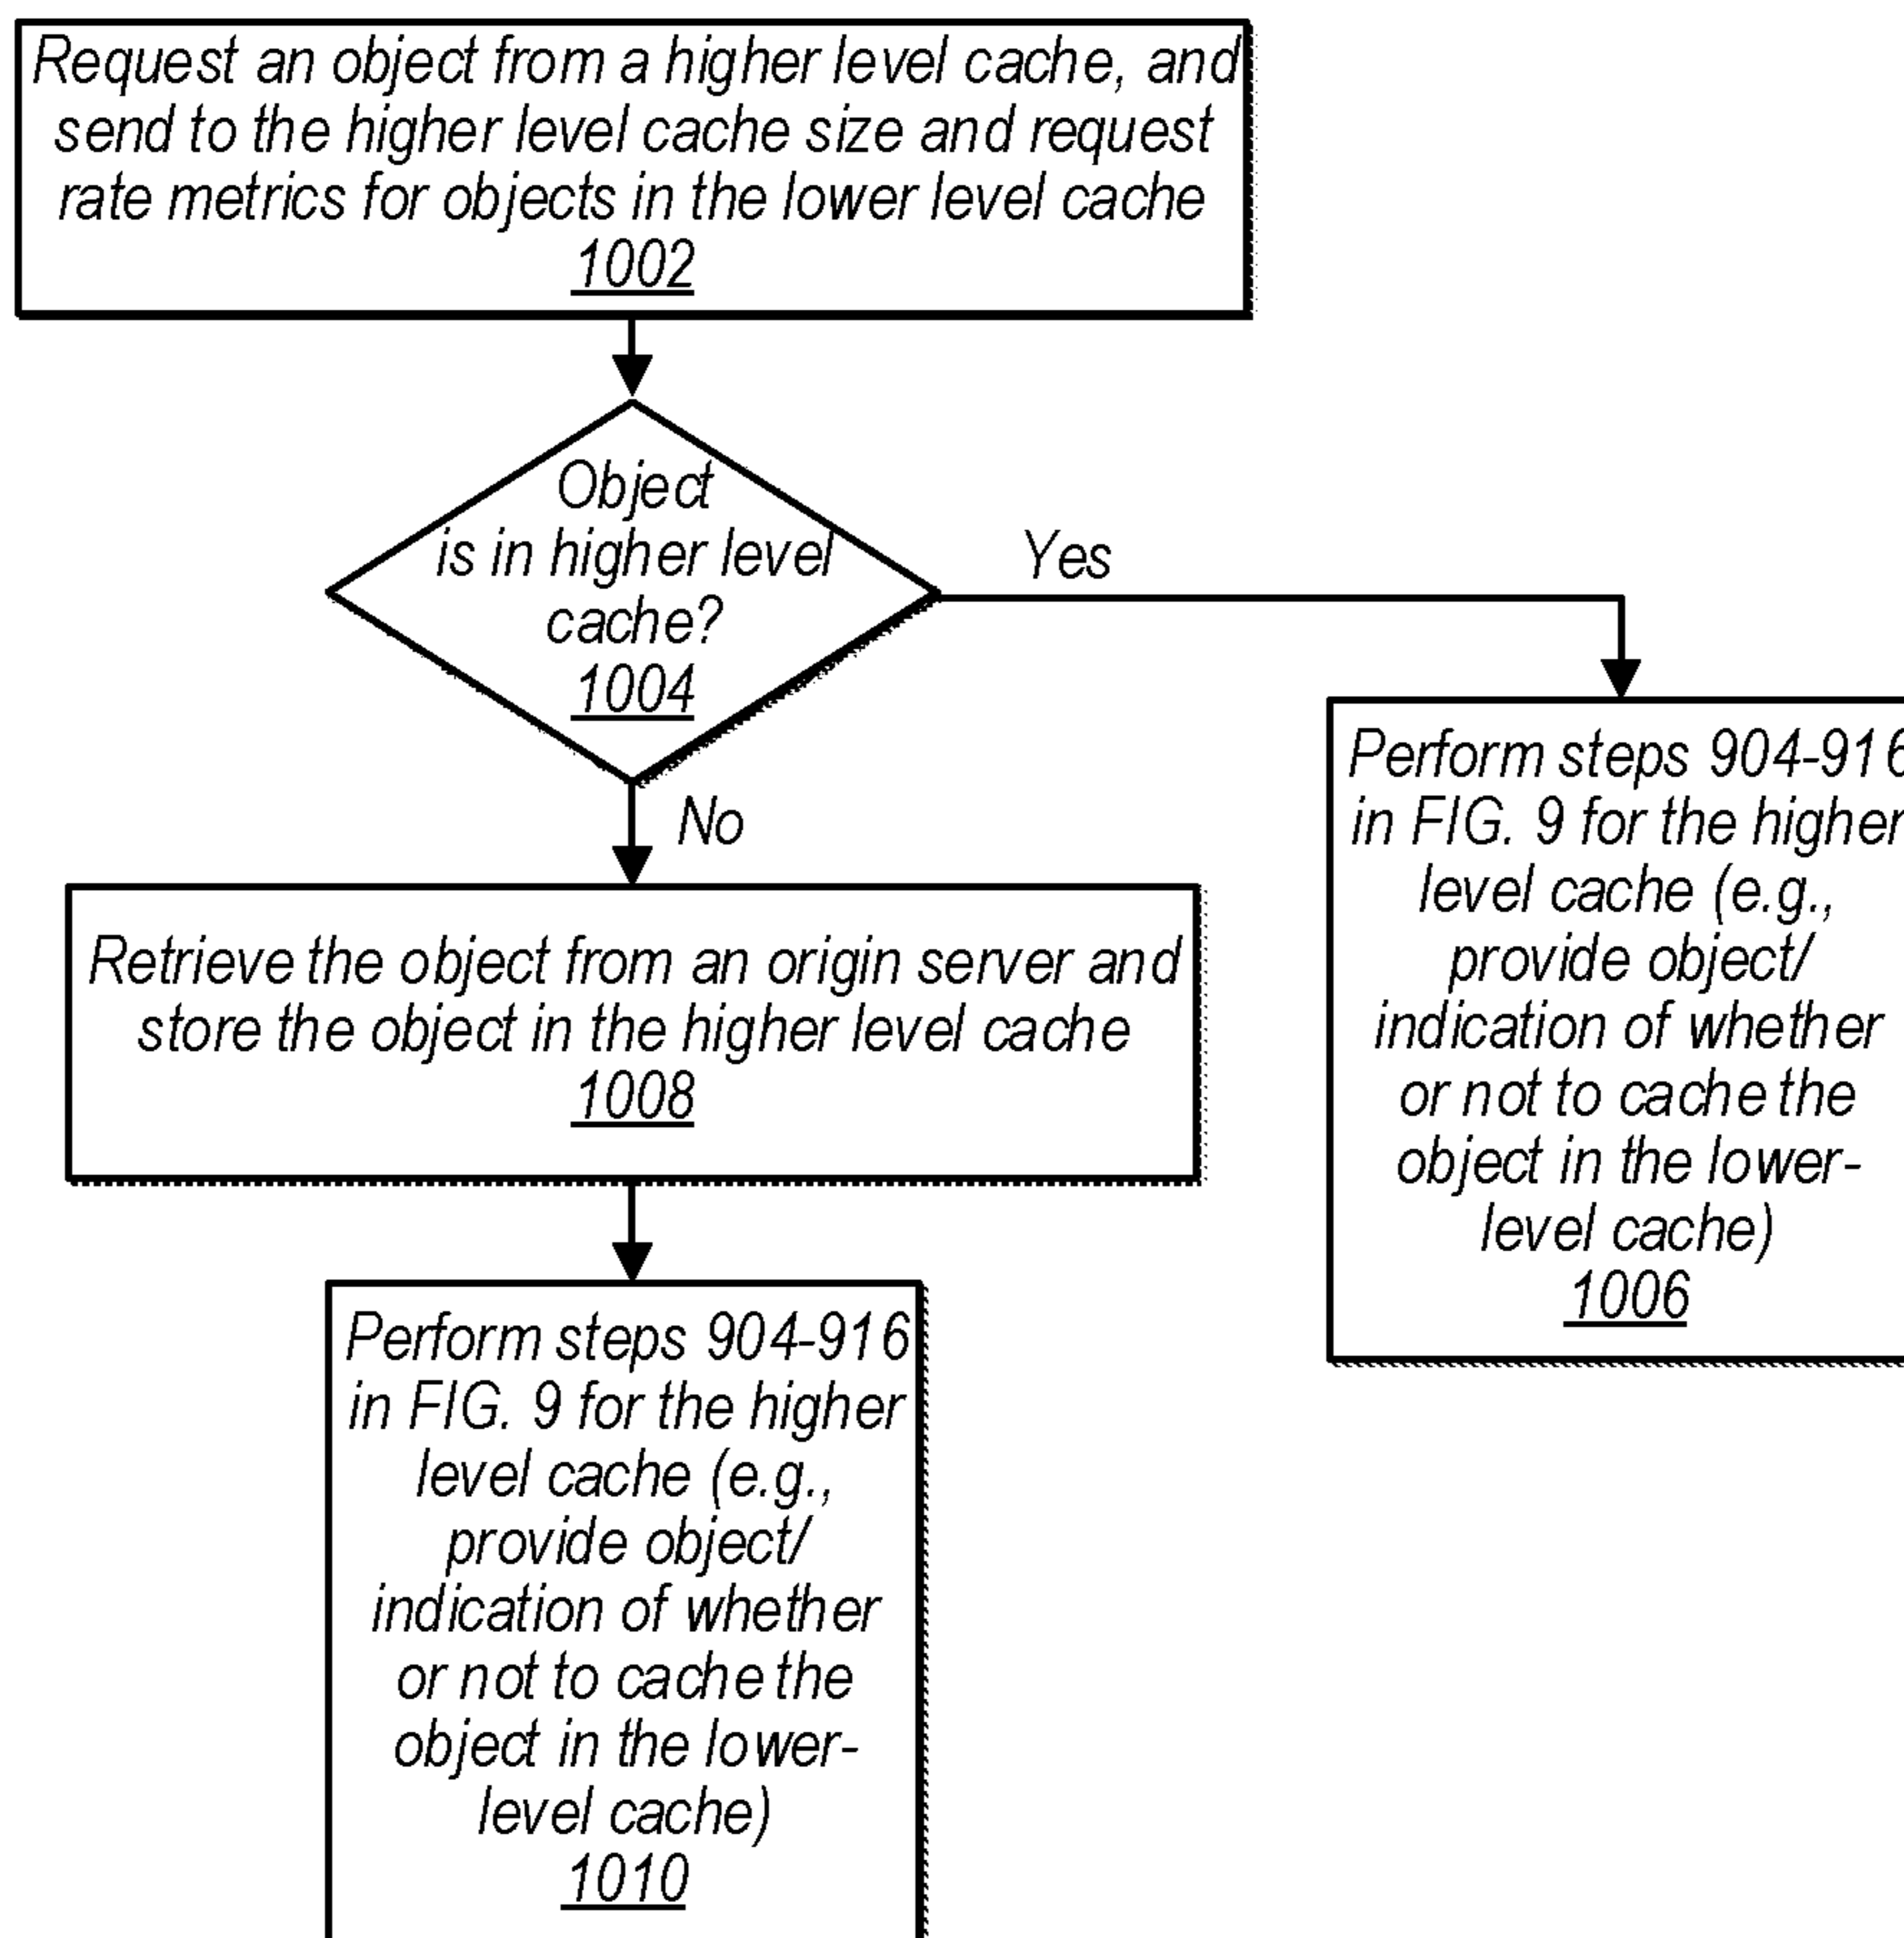 Request an object from a higher level cache, and
send to the higher level cache size and request
rate metrics for objects in the lower level cache
1002
Object
is in higher level
cache?
1004
Yes
No
Perform steps 904-916
in FIG. 9 for the higher
level cache (e.g.,
provide object/
indication of whether
or not to cache the
object in the lower-
level cache)
1006
Retrieve the object from an origin server and
store the object in the higher level cache
1008
Perform steps 904-916
in FIG. 9 for the higher
level cache (e.g.,
provide object/
indication of whether
or not to cache the
object in the lower-
level cache)
1010